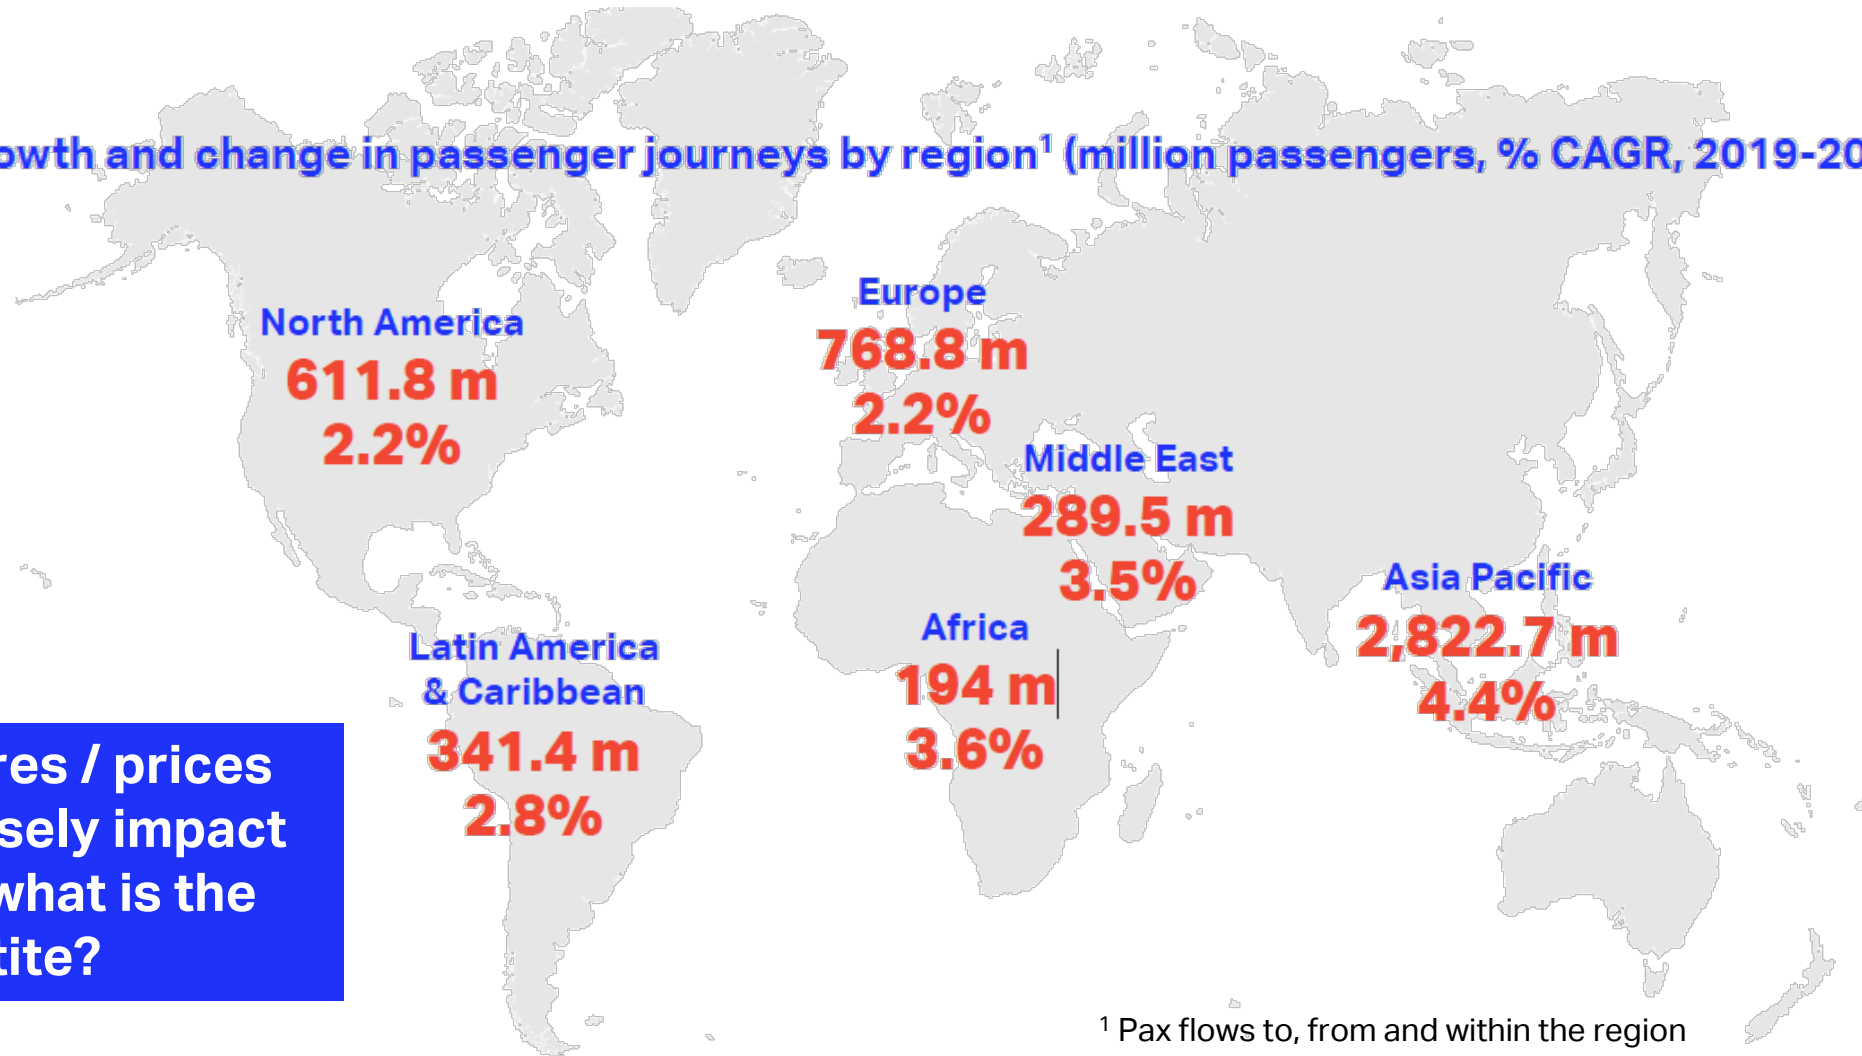 owth and change in passenger journeys by region¹ (million passengers, % CAGR, 2019-20
Europe
768.8 m
2.2%
North America
611.8 m
2.2%
Middle East
289.5 m
3.5%
Asia Pacific
2,822.7 m
4.4%
Africa
194 m
3.6%
Latin America
& Caribbean
341.4 m
2.8%
res / prices
sely impact
what is the
tite?
¹ Pax flows to, from and within the region